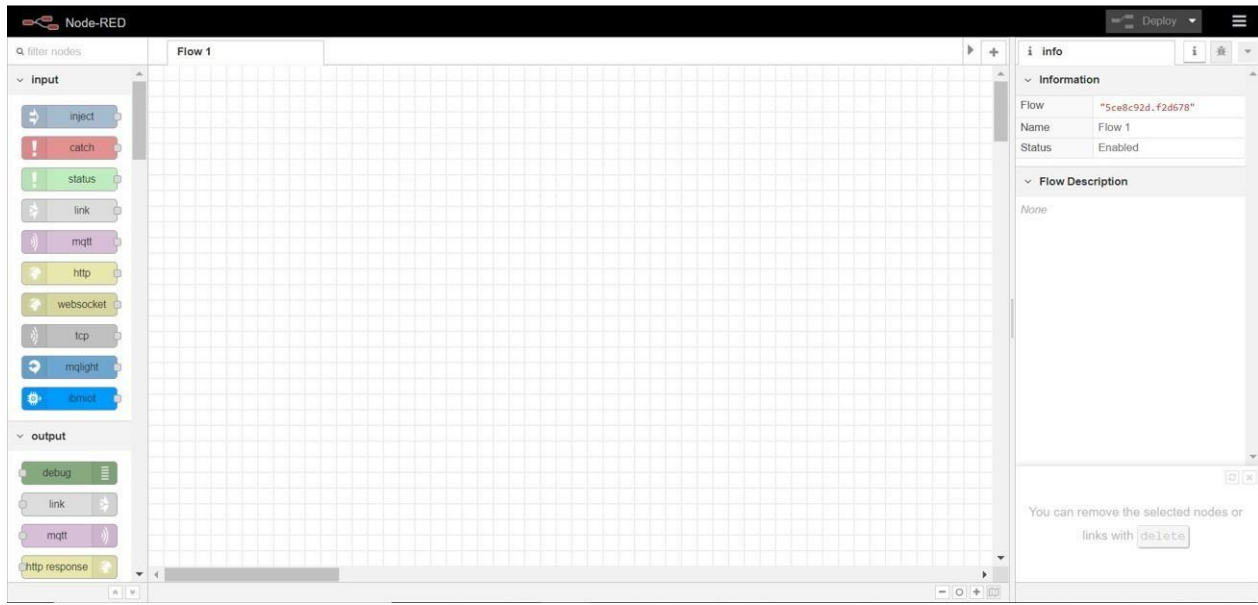 Node-RED
Deploy
filter nodes
Flow 1
i info
i
input
inject
catch
status
link
mqtt
http
websocket
tcp
mqlight
ibmiot
output
debug
link
mqtt
http response
Information
Flow "5ce8c92d.f2d678"
Name Flow 1
Status Enabled
Flow Description
None
You can remove the selected nodes or
links with delete